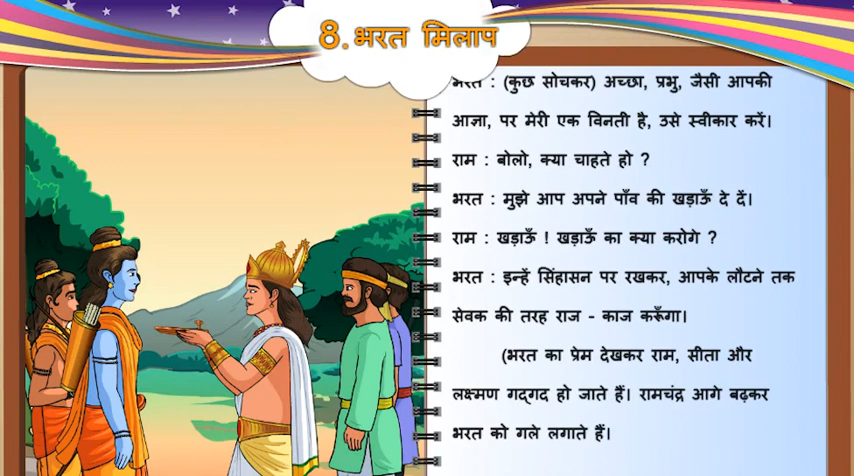 8. भरत मिलाप
भरत : (कुछ सोचकर) अच्छा, प्रभु, जैसी आपकी
आज्ञा, पर मेरी एक विनती है, उसे स्वीकार करें।
राम : बोलो, क्या चाहते हो ?
भरत : मुझे आप अपने पाँव की खड़ाऊँ दे दें।
राम : खड़ाऊँ ! खड़ाऊँ का क्या करोगे ?
भरत : इन्हें सिंहासन पर रखकर, आपके लौटने तक
सेवक की तरह राज - काज करूँगा।
(भरत का प्रेम देखकर राम, सीता और
लक्ष्मण गद्गद हो जाते हैं। रामचंद्र आगे बढ़कर
भरत को गले लगाते हैं।